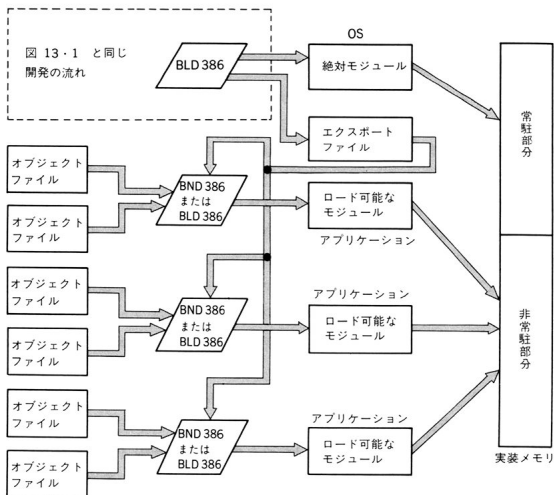 図 13・1 と同じ
開発の流れ
BLD 386
OS
絶対モジュール
エクスポート
ファイル
オブジェクト
ファイル
オブジェクト
ファイル
BND 386
または
BLD 386
ロード可能な
モジュール
アプリケーション
オブジェクト
ファイル
オブジェクト
ファイル
BND 386
または
BLD 386
アプリケーション
ロード可能な
モジュール
オブジェクト
ファイル
オブジェクト
ファイル
BND 386
または
BLD 386
アプリケーション
ロード可能な
モジュール
常駐部分
非常駐部分
実装メモリ